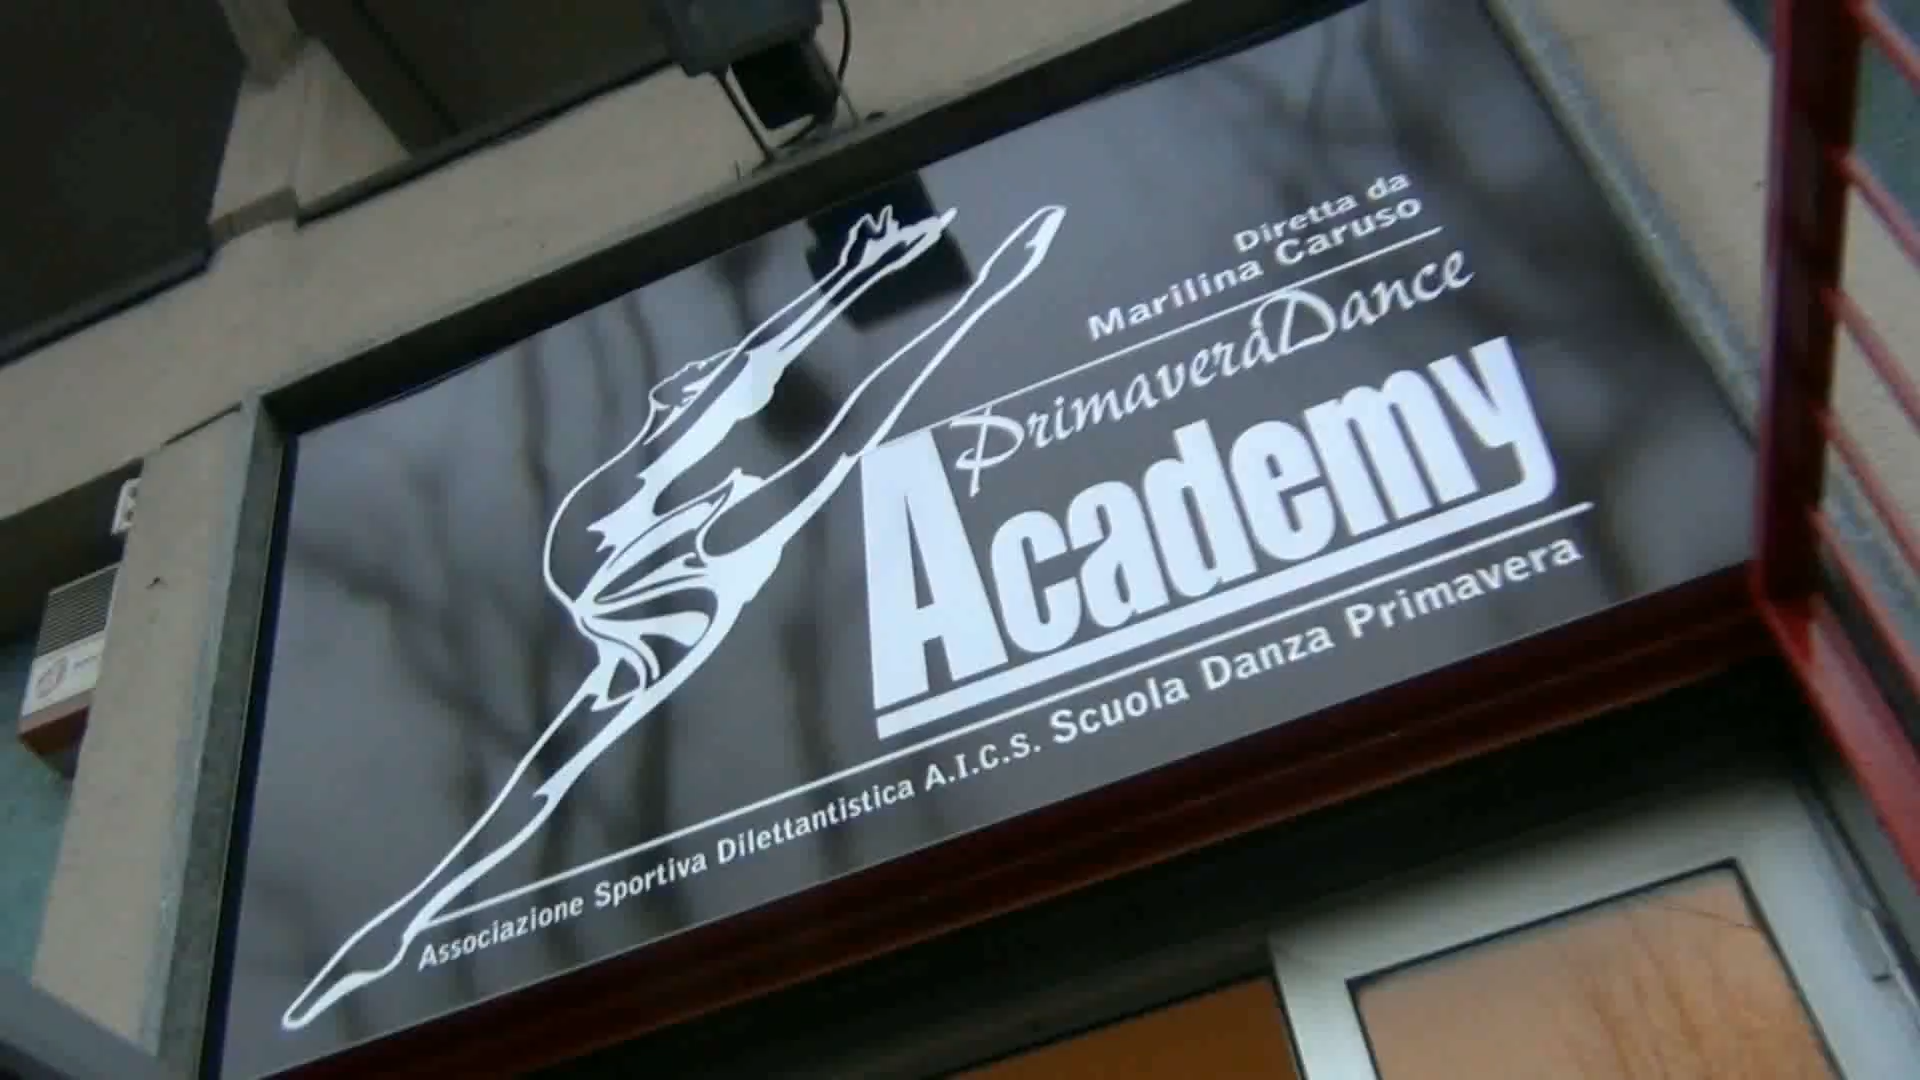 Diretta da
Marilina Caruso
PrimaveraDance
Academy
Associazione Sportiva Dilettantistica A.I.C.S. Scuola Danza Primavera